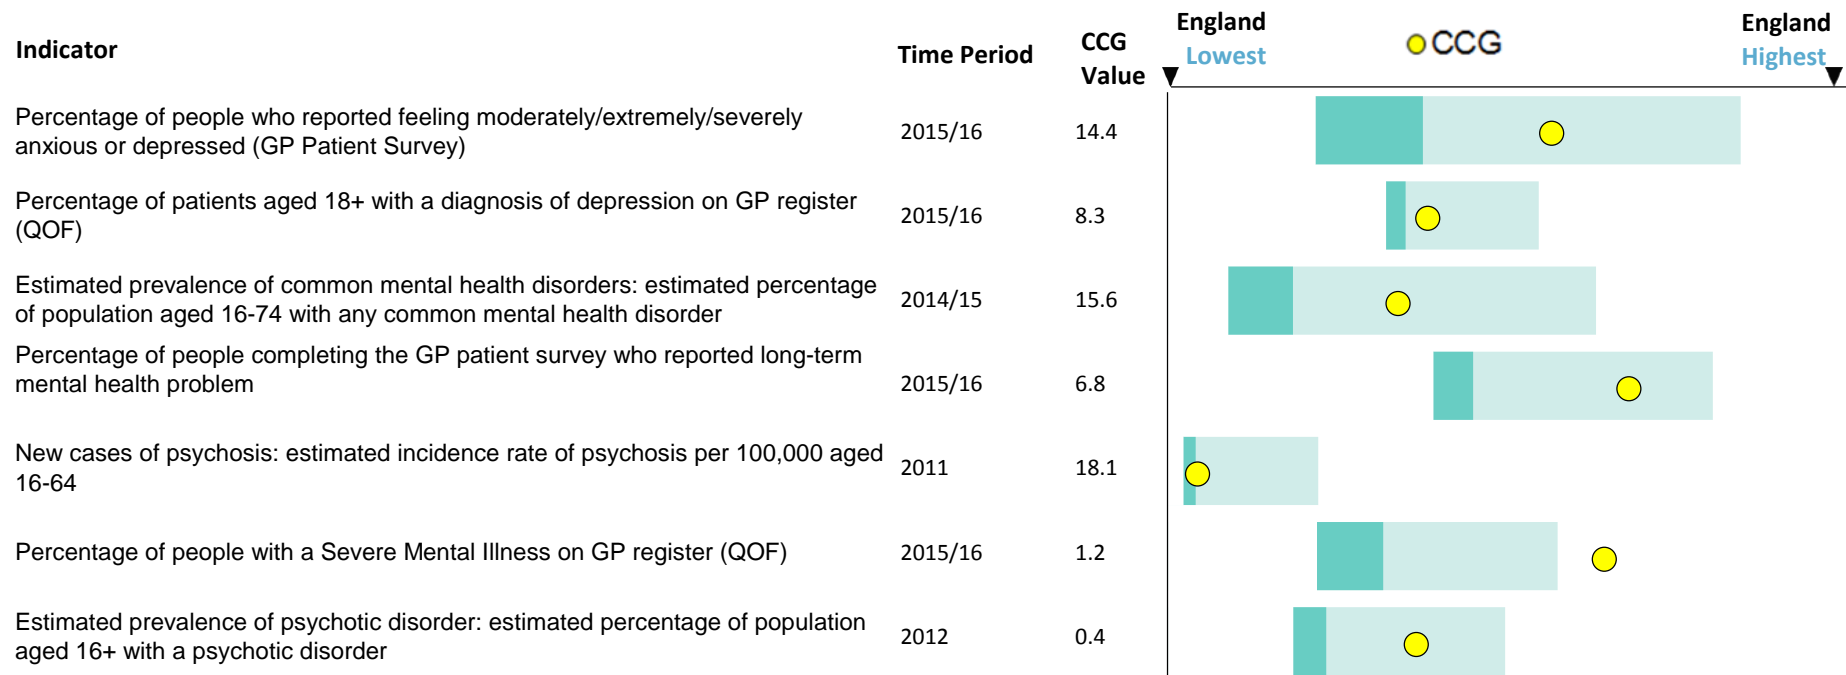 Indicator
Time Period
CCG
Value
England
Lowest
CCG
England
Highest
Percentage of people who reported feeling moderately/extremely/severely
anxious or depressed (GP Patient Survey)
2015/16
14.4
Percentage of patients aged 18+ with a diagnosis of depression on GP register
(QOF)
2015/16
8.3
Estimated prevalence of common mental health disorders: estimated percentage
of population aged 16-74 with any common mental health disorder
2014/15
15.6
Percentage of people completing the GP patient survey who reported long-term
mental health problem
2015/16
6.8
New cases of psychosis: estimated incidence rate of psychosis per 100,000 aged
16-64
2011
18.1
Percentage of people with a Severe Mental Illness on GP register (QOF)
2015/16
1.2
Estimated prevalence of psychotic disorder: estimated percentage of population
aged 16+ with a psychotic disorder
2012
0.4